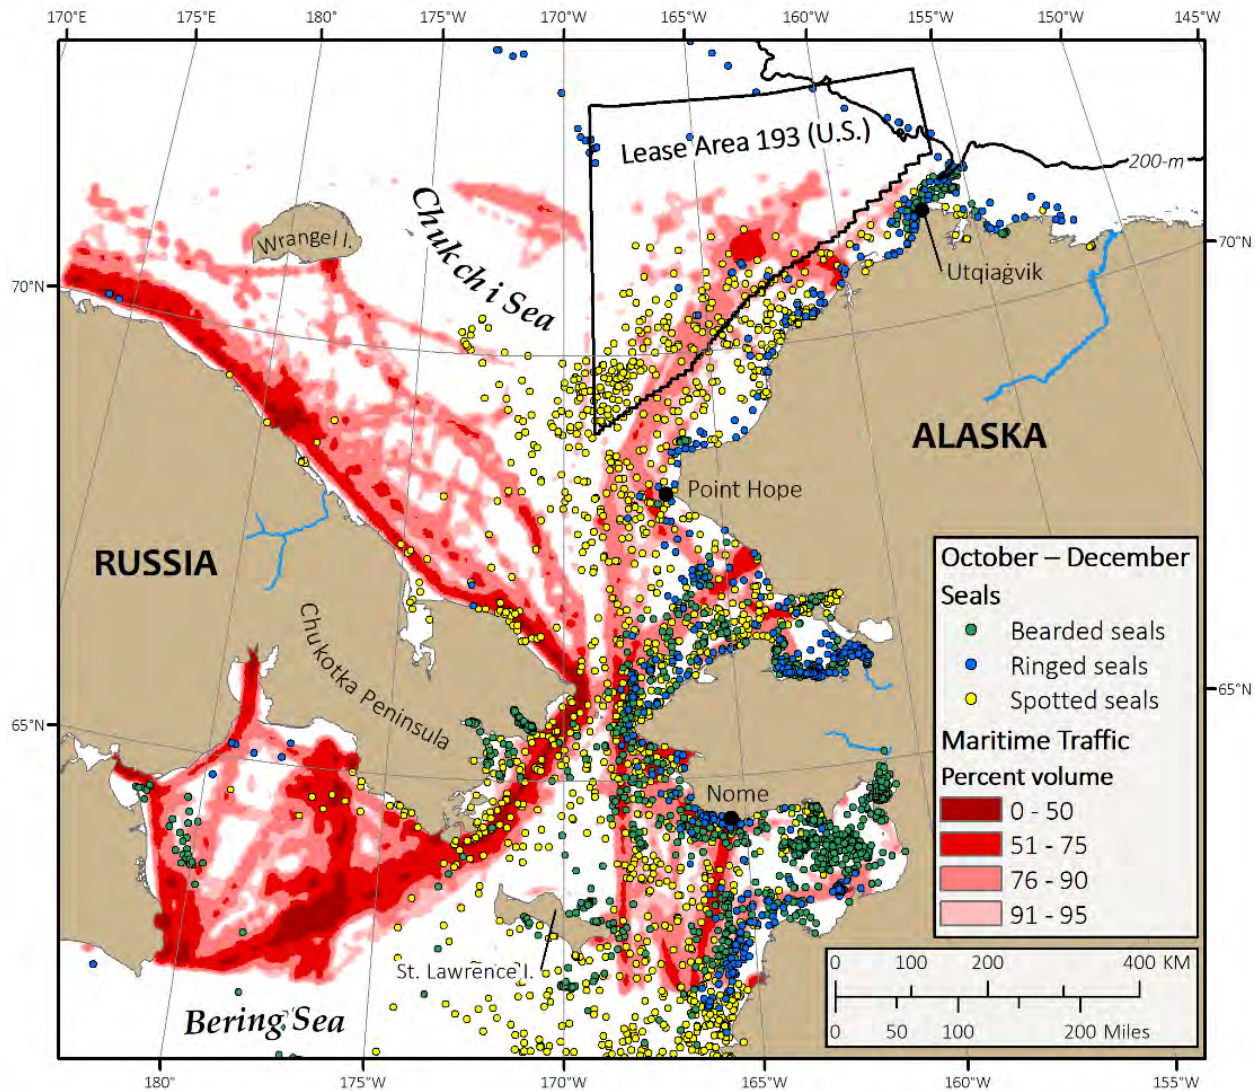 170°E 175°E 180° 175°W 170°W 165°W 160°W 155°W 150°W 145°W
Lease Area 193 (U.S.)
200-m
Chukchi Sea
Wrangel I.
70°N
70°N
Utqiaġvik
ALASKA
Point Hope
RUSSIA
Chukotka Peninsula
65°N
65°N
Nome
St. Lawrence I.
Bering Sea
October – December
Seals
Bearded seals
Ringed seals
Spotted seals
Maritime Traffic
Percent volume
0 - 50
51 - 75
76 - 90
91 - 95
0 100 200 400 KM
0 50 100 200 Miles
180° 175°W 170°W 165°W 160°W 155°W